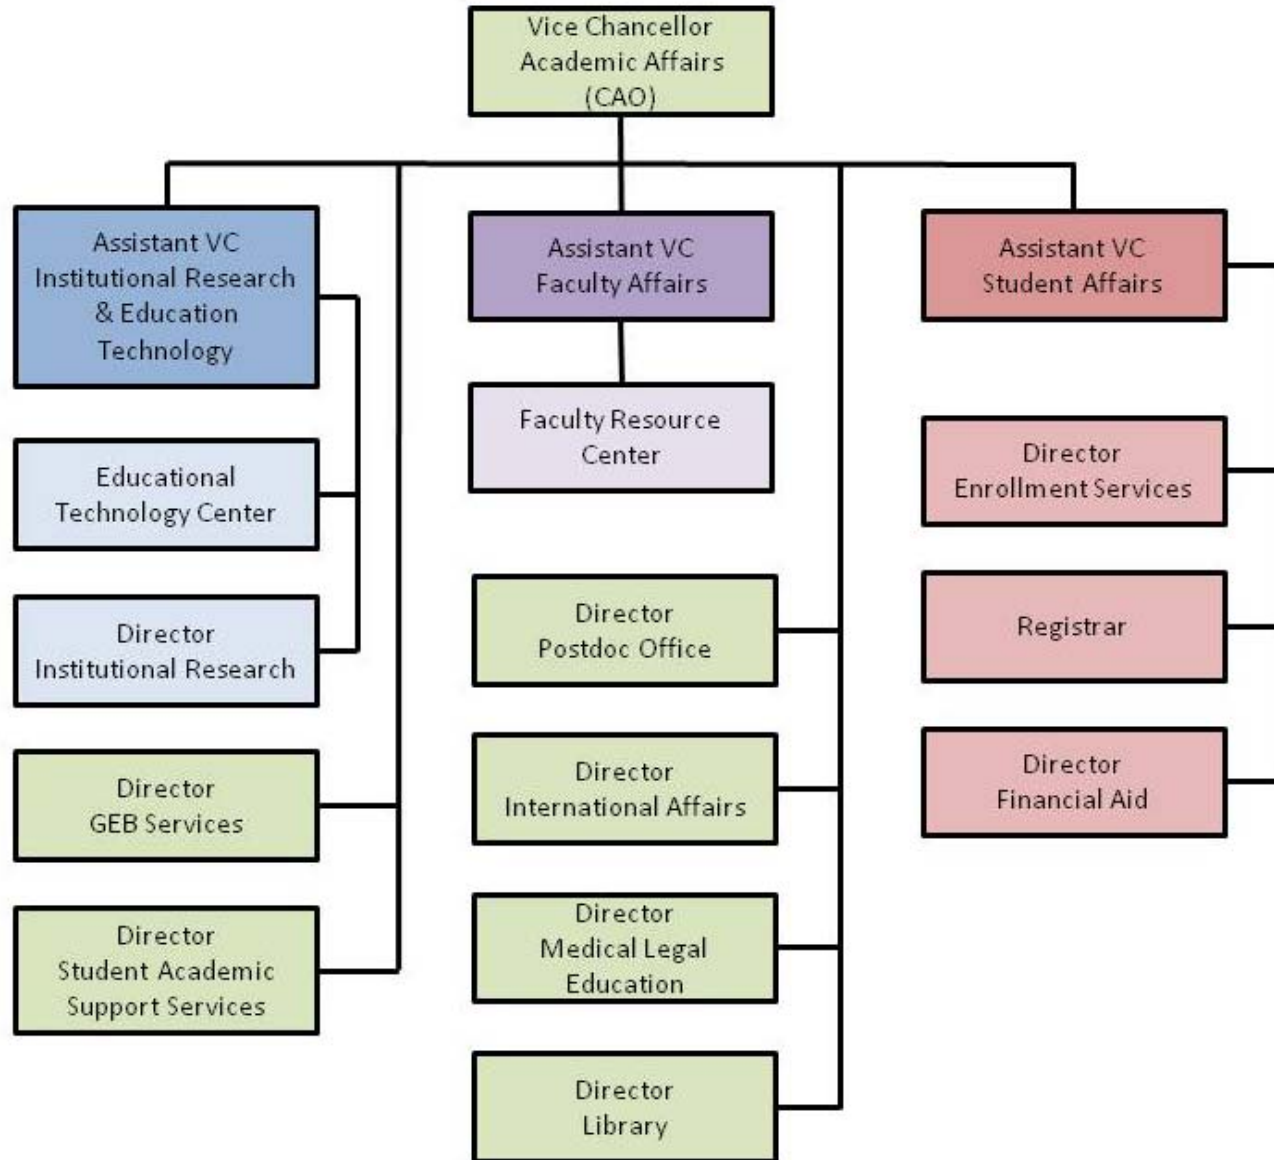 Vice Chancellor
Academic Affairs
(CAO)
Assistant VC
Institutional Research
& Education
Technology
Educational
Technology Center
Director
Institutional Research
Director
GEB Services
Director
Student Academic
Support Services
Assistant VC
Faculty Affairs
Faculty Resource
Center
Director
Postdoc Office
Director
International Affairs
Director
Medical Legal
Education
Director
Library
Assistant VC
Student Affairs
Director
Enrollment Services
Registrar
Director
Financial Aid